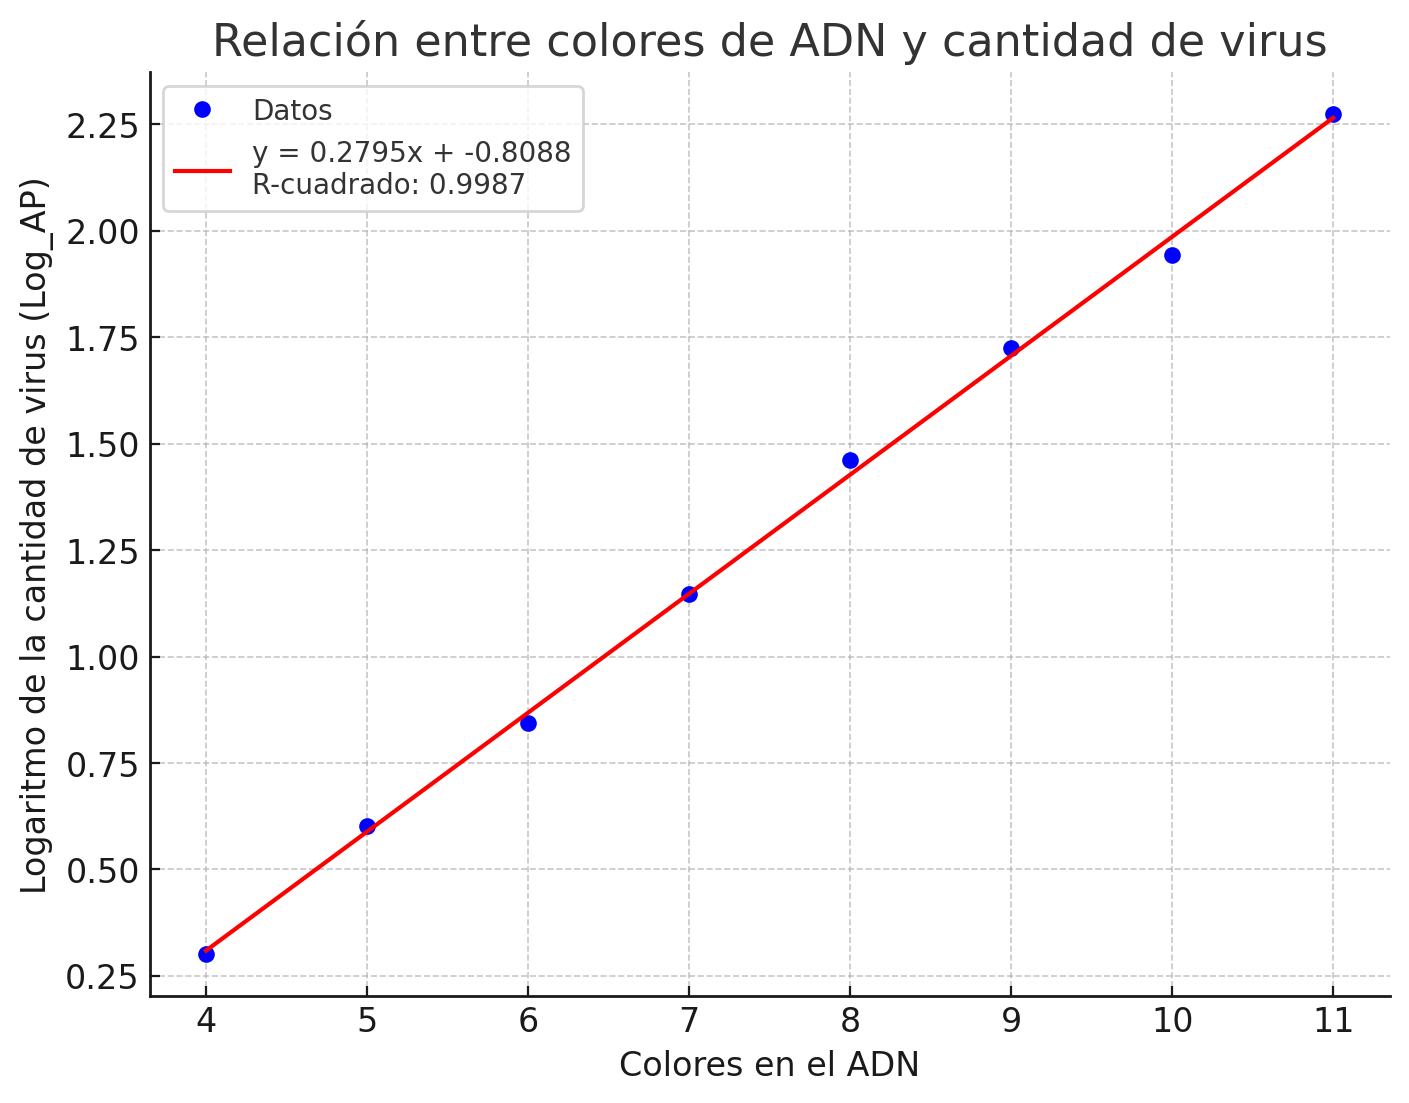 Relación entre colores de ADN y cantidad de virus
Datos
y = 0.2795x + -0.8088
R-cuadrado: 0.9987
Logaritmo de la cantidad de virus (Log_AP)
2.25
2.00
1.75
1.50
1.25
1.00
0.75
0.50
0.25
4 5 6 7 8 9 10 11
Colores en el ADN